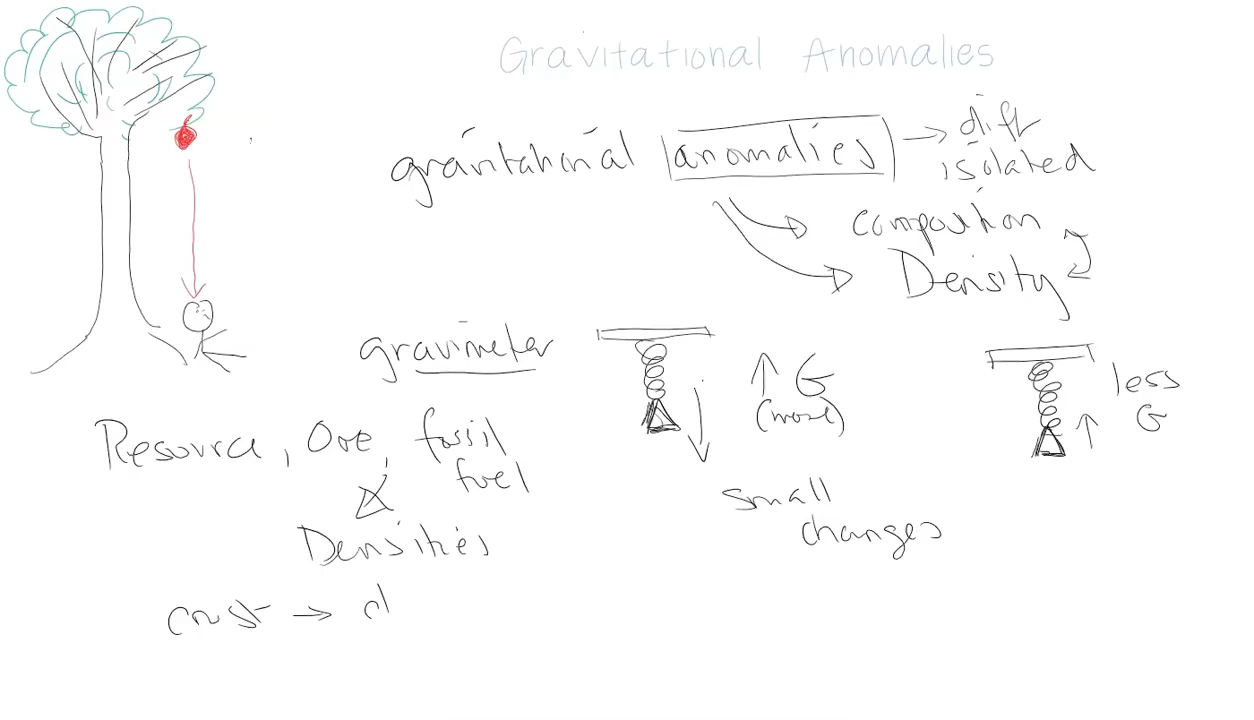 Gravitational Anomalies
gravitational anomalies → diff
isolated
composition
Density
gravimeter
↑ G
(more)
less
G
Resource, Ore, fossil
fuel
Densities
small
changes
crust → d